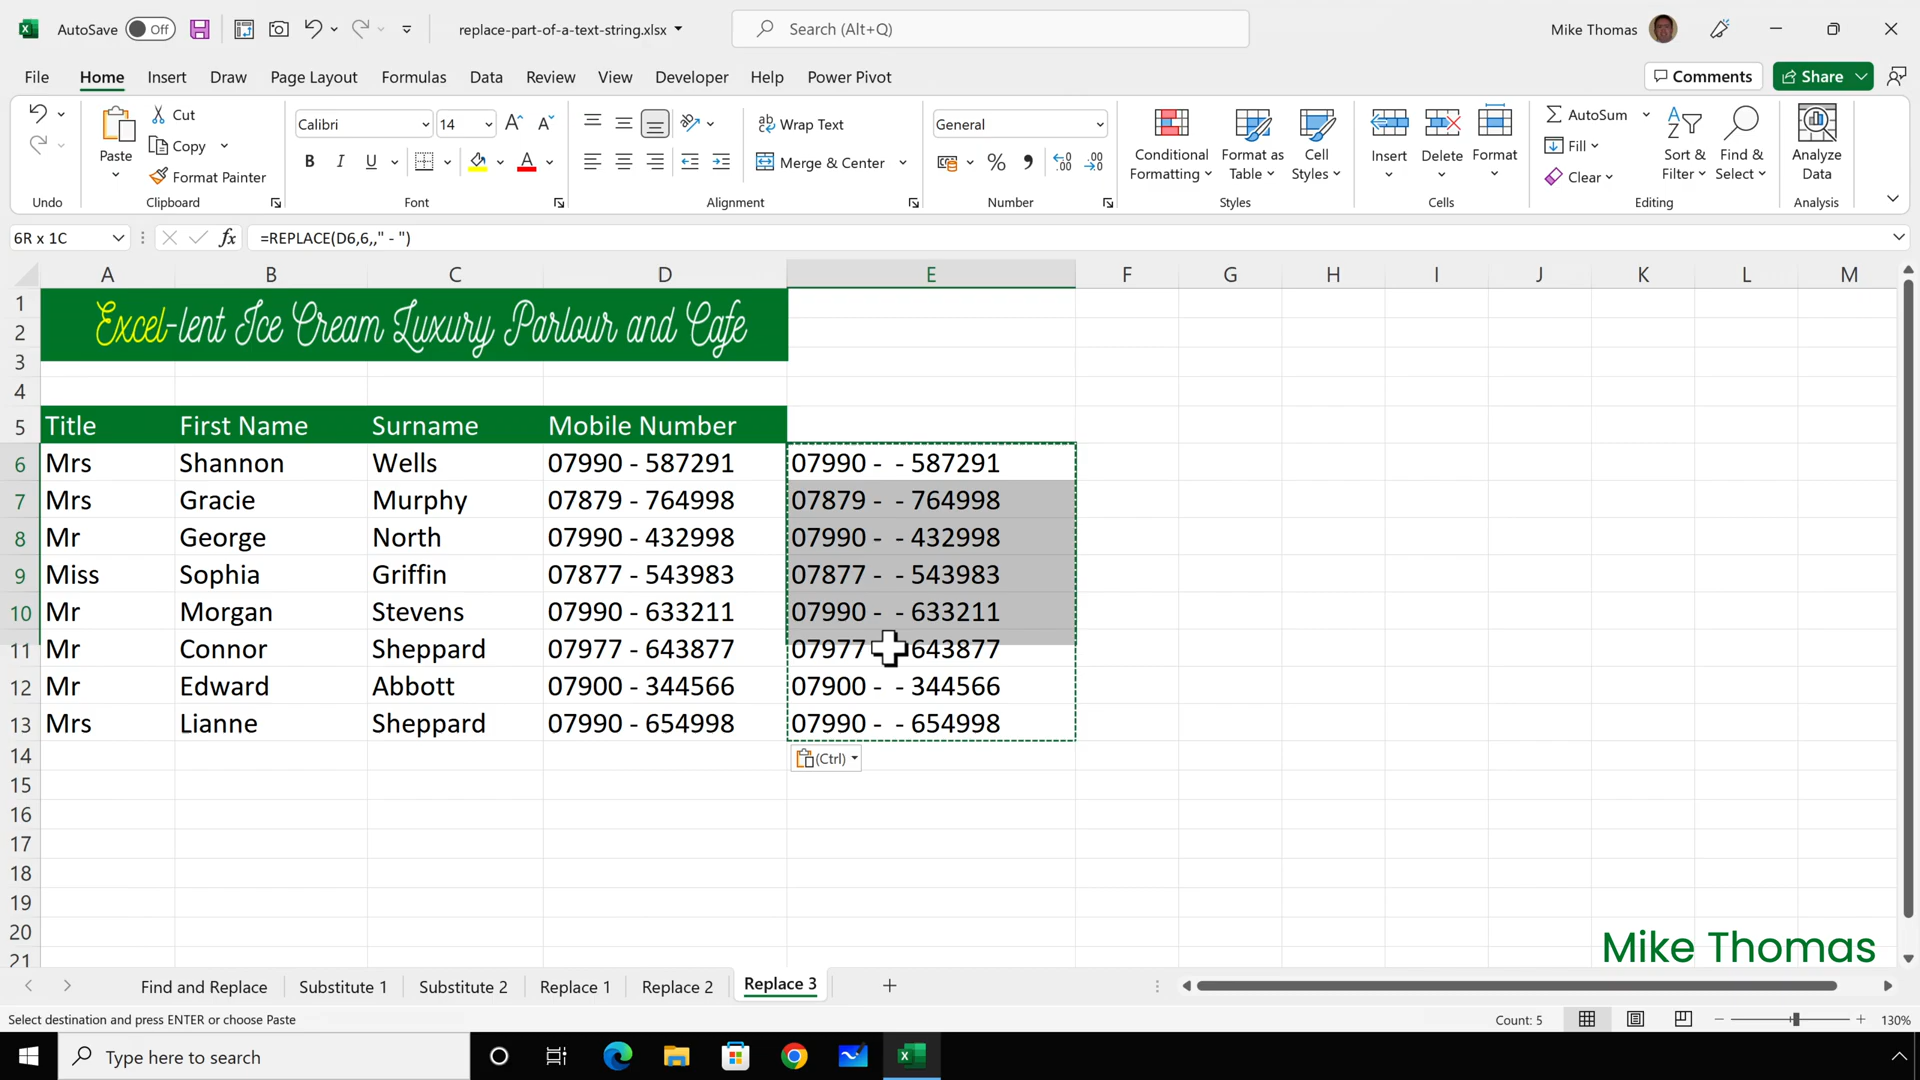 AutoSave Off replace-part-of-a-text-string.xlsx Search (Alt+Q) Mike Thomas
File Home Insert Draw Page Layout Formulas Data Review View Developer Help Power Pivot Comments Share
Cut
Copy
Format Painter
Paste
Calibri 14
B I U A
ab Wrap Text
Merge & Center
General
% ,
Conditional Formatting
Format as Table
Cell Styles
Insert Delete Format
AutoSum
Fill
Clear
Sort & Filter
Find & Select
Analyze Data
Undo Clipboard Font Alignment Number Styles Cells Editing Analysis
6R x 1C fx =REPLACE(D6,6,," - ")
A B C D E F G H I J K L M
1
2 Excel-lent Ice Cream Luxury Parlour and Cafe
3
4
5 Title First Name Surname Mobile Number
6 Mrs Shannon Wells 07990 - 587291 07990 -  - 587291
7 Mrs Gracie Murphy 07879 - 764998 07879 -  - 764998
8 Mr George North 07990 - 432998 07990 -  - 432998
9 Miss Sophia Griffin 07877 - 543983 07877 -  - 543983
10 Mr Morgan Stevens 07990 - 633211 07990 -  - 633211
11 Mr Connor Sheppard 07977 - 643877 07977 643877
12 Mr Edward Abbott 07900 - 344566 07900 -  - 344566
13 Mrs Lianne Sheppard 07990 - 654998 07990 -  - 654998
14 (Ctrl)
15
16
17
18
19
20
21
Mike Thomas
Find and Replace Substitute 1 Substitute 2 Replace 1 Replace 2 Replace 3
Select destination and press ENTER or choose Paste Count: 5 130%
Type here to search